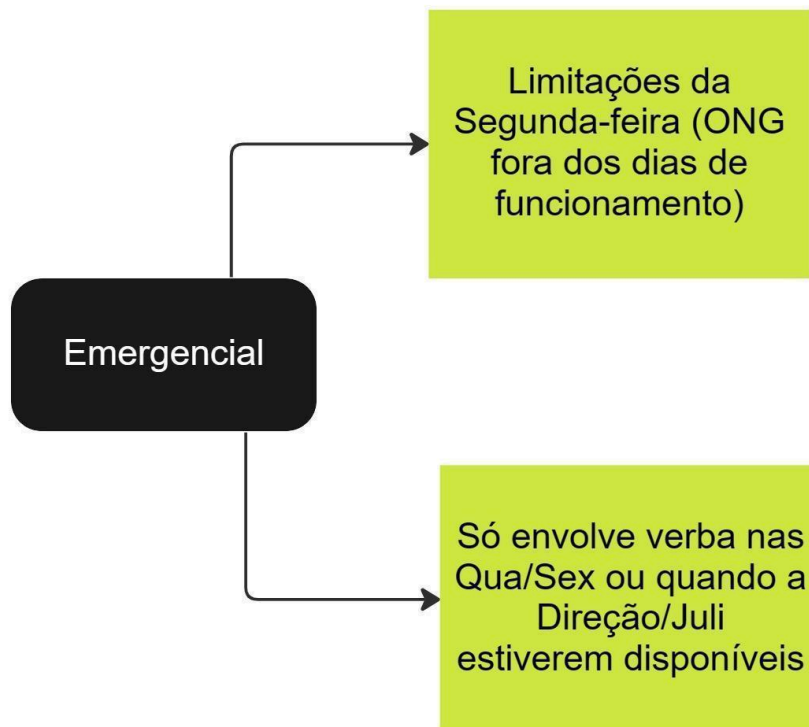 Limitações da
Segunda-feira (ONG
fora dos dias de
funcionamento)
Emergencial
Só envolve verba nas
Qua/Sex ou quando a
Direção/Juli
estiverem disponíveis